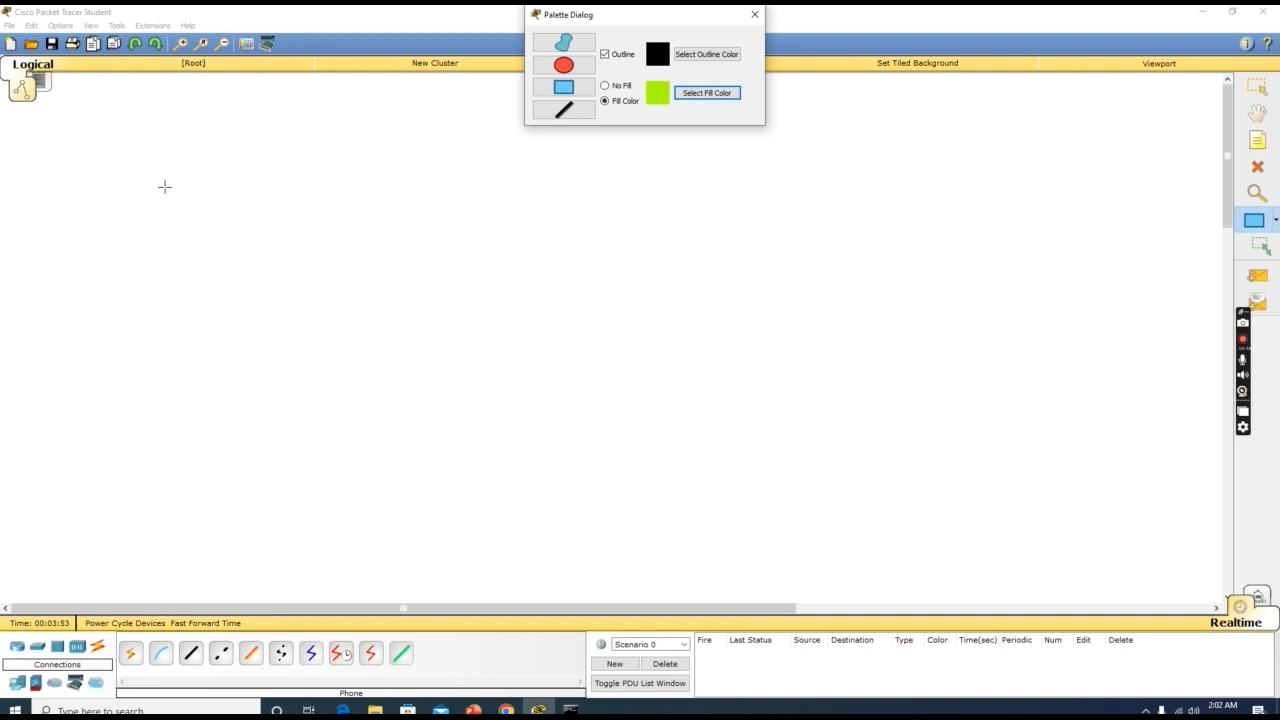 Cisco Packet Tracer Student
File Edit Options View Tools Extensions Help
Palette Dialog
Outline
Select Outline Color
No Fill
Fill Color
Select Fill Color
Logical
[Root]
New Cluster
Set Tiled Background
Viewport
Time: 00:03:53
Power Cycle Devices Fast Forward Time
Realtime
Connections
Phone
Scenario 0
New
Delete
Toggle PDU List Window
Fire Last Status Source Destination Type Color Time(sec) Periodic Num Edit Delete
Type here to search
2:02 AM